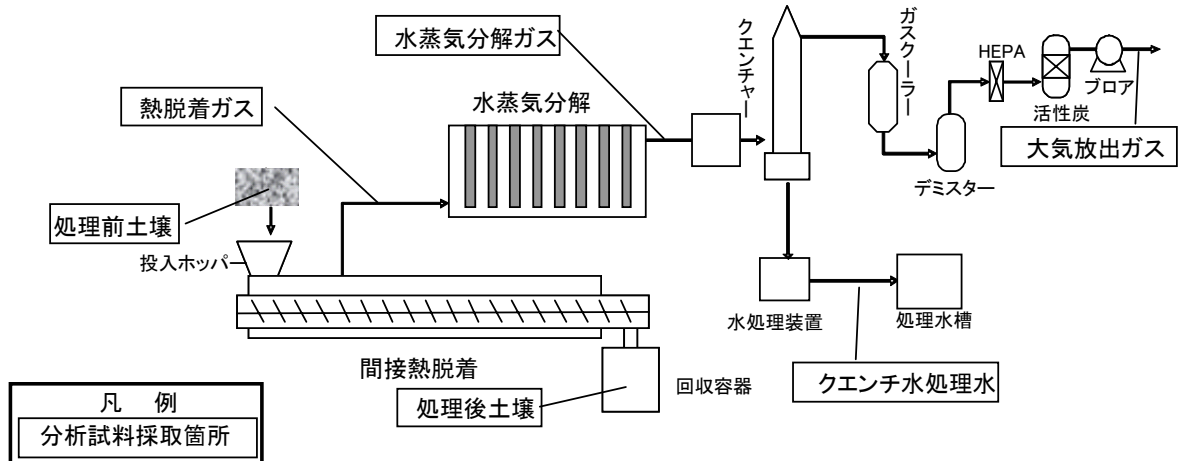 水蒸気分解ガス
クエンチャー
ガスクーラー
HEPA
ブロア
活性炭
大気放出ガス
熱脱着ガス
水蒸気分解
デミスター
処理前土壌
投入ホッパ
水処理装置
処理水槽
間接熱脱着
クエンチ水処理水
回収容器
処理後土壌
凡 例
分析試料採取箇所